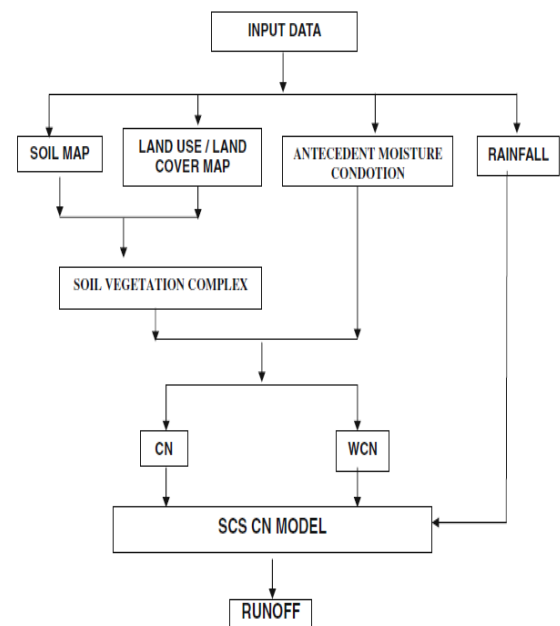 INPUT DATA
SOIL MAP
LAND USE / LAND
COVER MAP
ANTECEDENT MOISTURE
CONDOTION
RAINFALL
SOIL VEGETATION COMPLEX
CN
WCN
SCS CN MODEL
RUNOFF